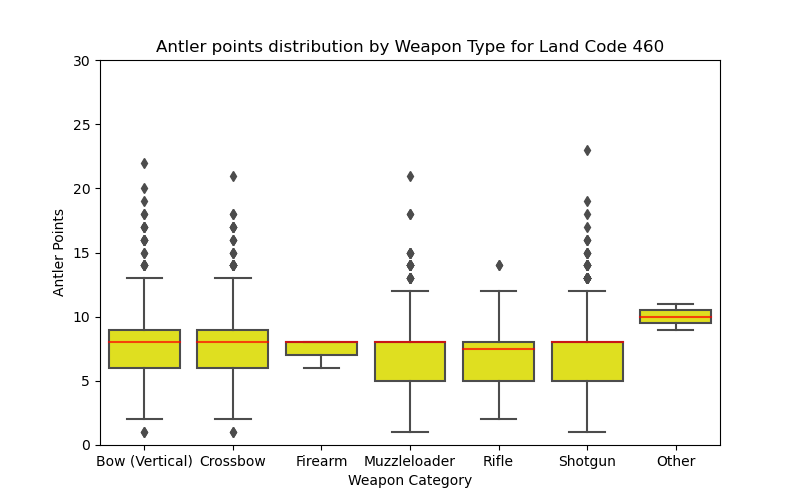 Antler points distribution by Weapon Type for Land Code 460
30
25
20
15
10
5
0
Antler Points
Bow (Vertical) Crossbow Firearm Muzzleloader Rifle Shotgun Other
Weapon Category